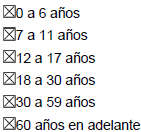 ☒0 a 6 años
☒7 a 11 años
☒12 a 17 años
☒18 a 30 años
☒30 a 59 años
☒60 años en adelante